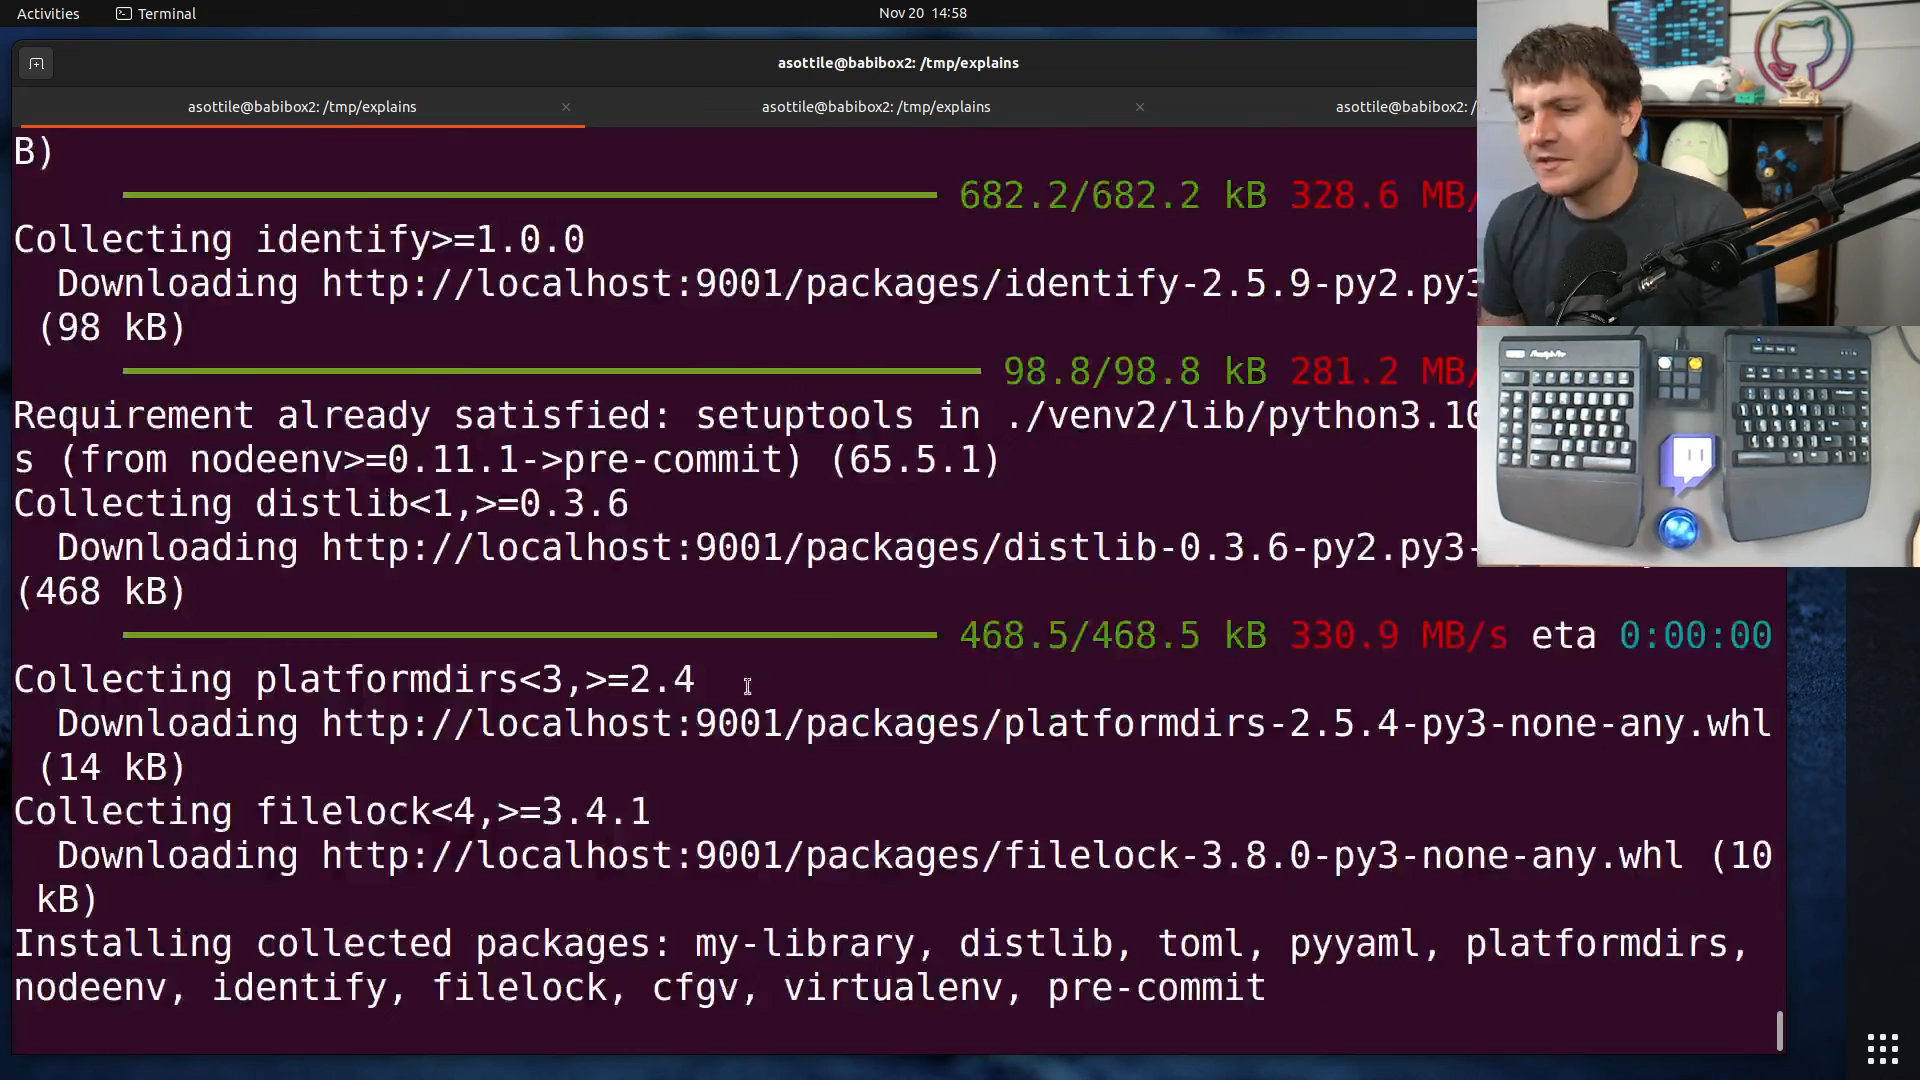 Activities
Terminal
Nov 20 14:58
asottile@babibox2: /tmp/explains
asottile@babibox2: /tmp/explains
asottile@babibox2: /tmp/explains
asottile@babibox2: /
B)
682.2/682.2 kB 328.6 MB/
Collecting identify>=1.0.0
Downloading http://localhost:9001/packages/identify-2.5.9-py2.py3
(98 kB)
98.8/98.8 kB 281.2 MB/
Requirement already satisfied: setuptools in ./venv2/lib/python3.10
s (from nodeenv>=0.11.1->pre-commit) (65.5.1)
Collecting distlib<1,>=0.3.6
Downloading http://localhost:9001/packages/distlib-0.3.6-py2.py3-
(468 kB)
468.5/468.5 kB 330.9 MB/s eta 0:00:00
Collecting platformdirs<3,>=2.4
Downloading http://localhost:9001/packages/platformdirs-2.5.4-py3-none-any.whl
(14 kB)
Collecting filelock<4,>=3.4.1
Downloading http://localhost:9001/packages/filelock-3.8.0-py3-none-any.whl (10
kB)
Installing collected packages: my-library, distlib, toml, pyyaml, platformdirs,
nodeenv, identify, filelock, cfgv, virtualenv, pre-commit